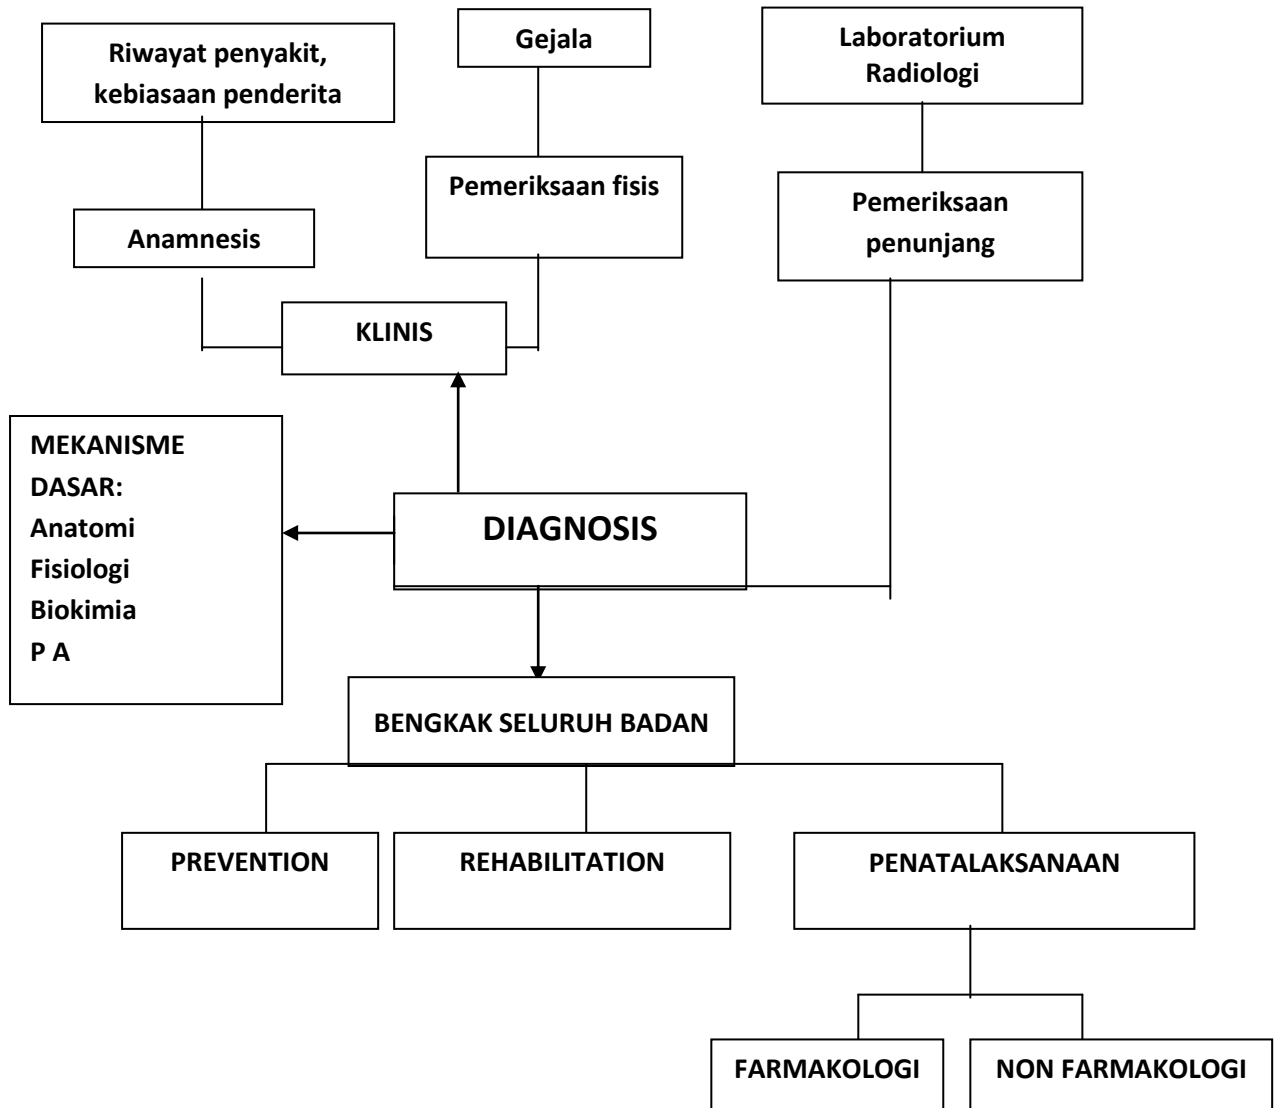 Riwayat penyakit,
kebiasaan penderita
Gejala
Laboratorium
Radiologi
Pemeriksaan fisis
Pemeriksaan
penunjang
Anamnesis
KLINIS
MEKANISME
DASAR:
Anatomi
Fisiologi
Biokimia
P A
DIAGNOSIS
BENGKAK SELURUH BADAN
PREVENTION
REHABILITATION
PENATALAKSANAAN
FARMAKOLOGI
NON FARMAKOLOGI